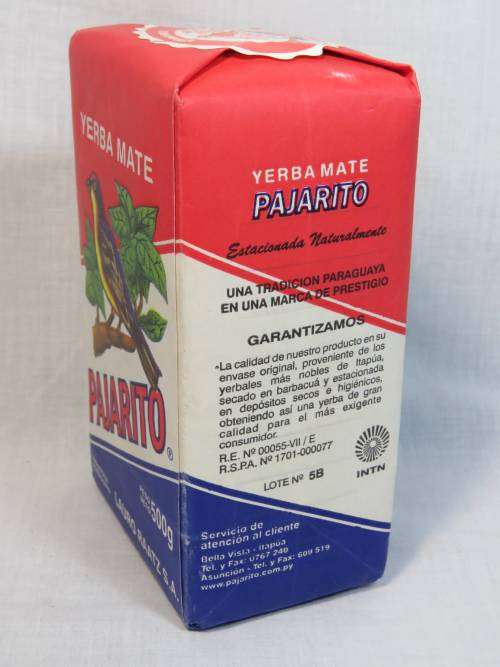 YERBA MATE
PAJARITO
®
500g
LAURO RAATZ S.A.
YERBA MATE
PAJARITO
Estacionada Naturalmente
UNA TRADICION PARAGUAYA
EN UNA MARCA DE PRESTIGIO
GARANTIZAMOS
-La calidad de nuestro producto en su
envase original, proveniente de los
yerbales más nobles de Itapúa,
secado en barbacuá y estacionada
en depósitos secos e higiénicos,
obteniendo así una yerba de gran
calidad para el más exigente
consumidor.
R.E. Nº 00055-VII / E
R.S.P.A. Nº 1701-000077
INTN
LOTE Nº 5B
Servicio de
atención al cliente
Bella Vista - Itapúa
Tel. y Fax: 0767 240
Asunción - Tel. y Fax: 609 519
www.pajarito.com.py